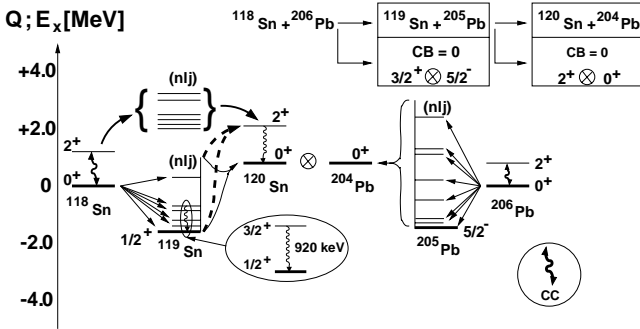 Q; Eₓ[MeV]
¹¹⁸Sn + ²⁰⁶Pb
¹¹⁹Sn + ²⁰⁵Pb
¹²⁰Sn + ²⁰⁴Pb
CB = 0
3/2⁺ ⊗ 5/2⁻
CB = 0
2⁺ ⊗ 0⁺
+4.0
+2.0
0
-2.0
-4.0
(nlj)
{ }
2⁺
0⁺
¹¹⁸Sn
(nlj)
1/2⁺
¹¹⁹Sn
2⁺
0⁺
¹²⁰Sn
⊗
0⁺
²⁰⁴Pb
{
(nlj)
²⁰⁵Pb
5/2⁻
2⁺
0⁺
²⁰⁶Pb
3/2⁺
920 keV
1/2⁺
CC